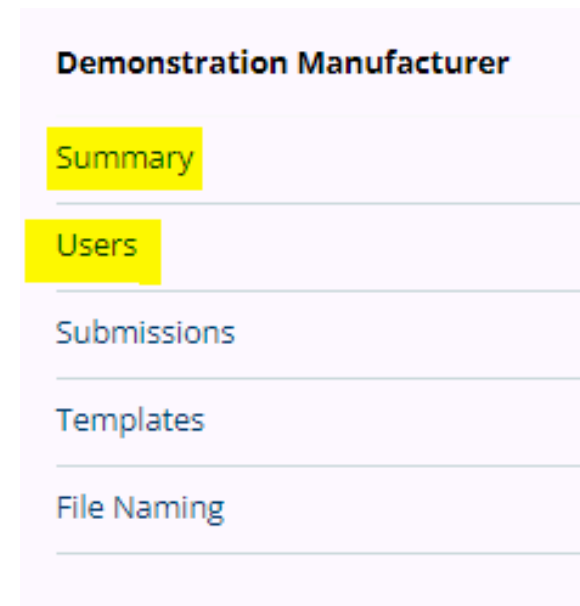 Demonstration Manufacturer
Summary
Users
Submissions
Templates
File Naming